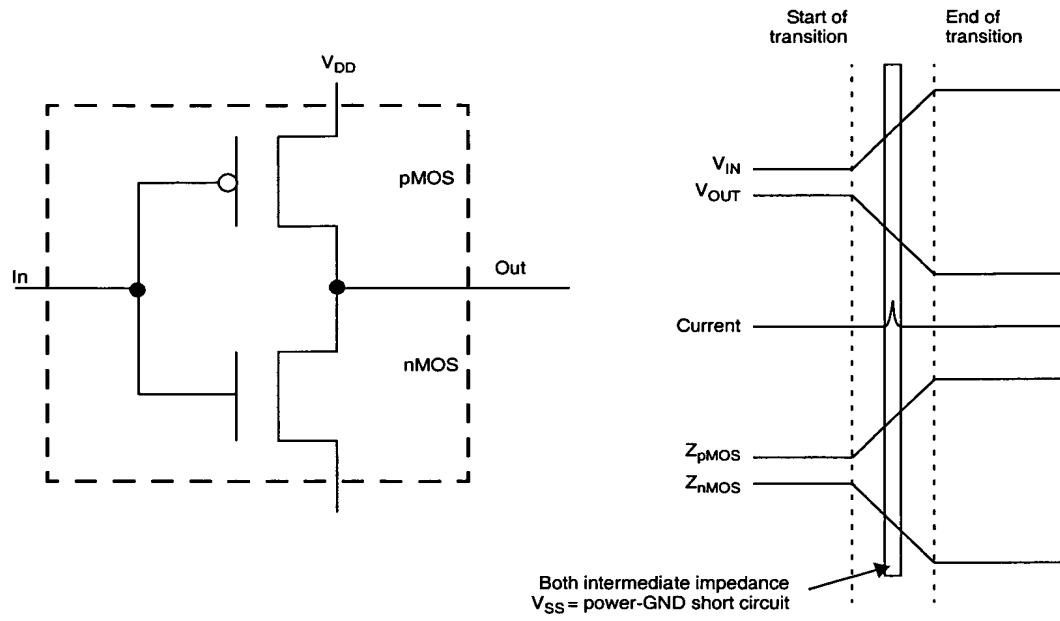 V_DD
pMOS
In
Out
nMOS
Start of
transition
End of
transition
V_IN
V_OUT
Current
Z_pMOS
Z_nMOS
Both intermediate impedance
V_SS = power-GND short circuit